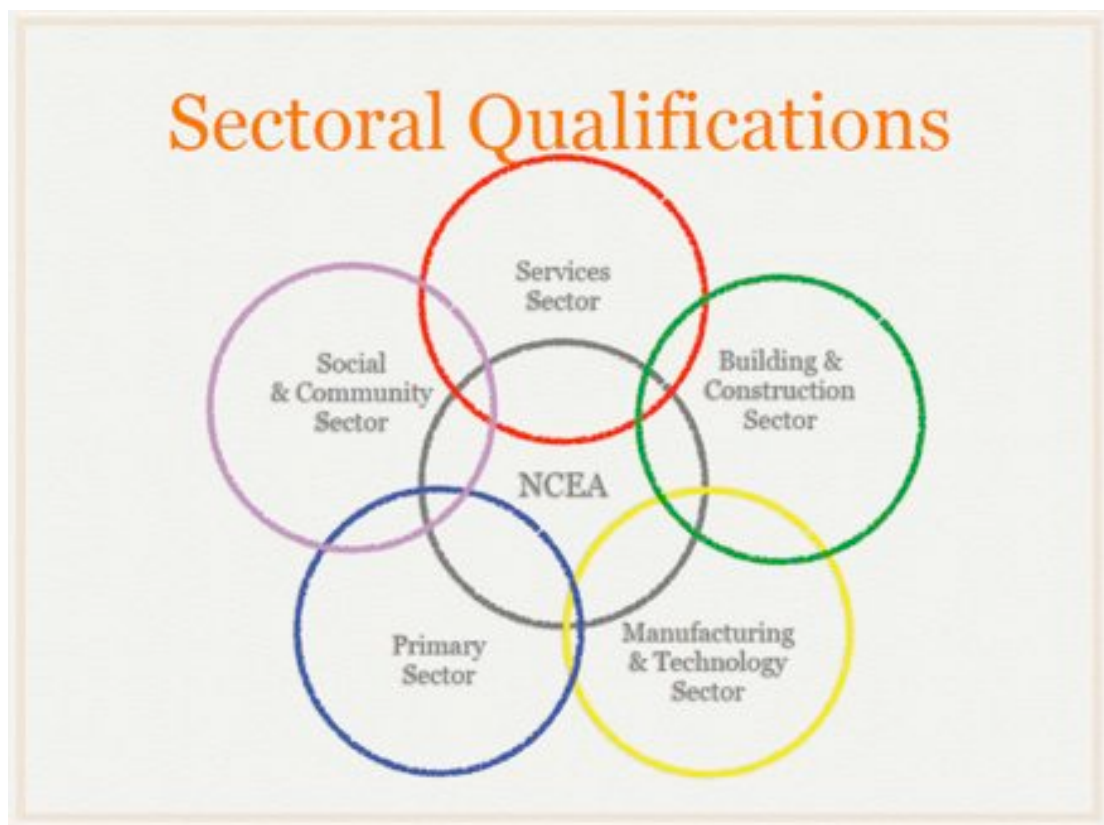 Sectoral Qualifications
Services
Sector
Social
& Community
Sector
Building &
Construction
Sector
NCEA
Primary
Sector
Manufacturing
& Technology
Sector